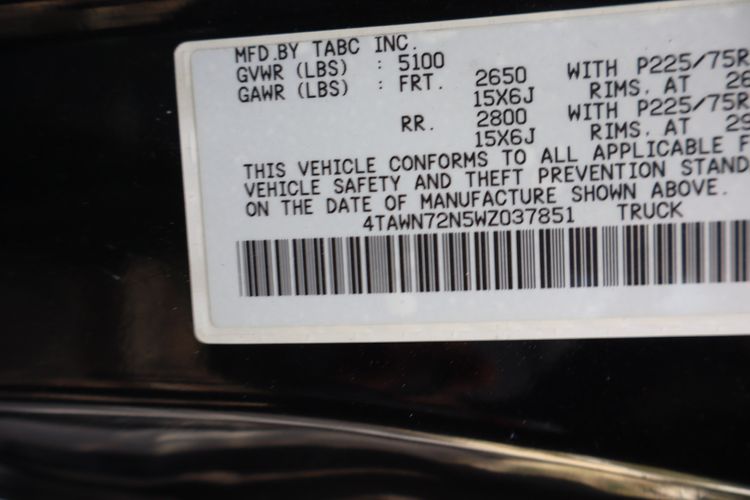 MFD.BY TABC INC.
GVWR (LBS) : 5100
GAWR (LBS) : FRT. 2650 WITH P225/75R
15X6J RIMS, AT
RR. 2800 WITH P225/75R
15X6J RIMS, AT
THIS VEHICLE CONFORMS TO ALL APPLICABLE F
VEHICLE SAFETY AND THEFT PREVENTION STAND
ON THE DATE OF MANUFACTURE SHOWN ABOVE.
4TAWN72N5WZ037851 TRUCK